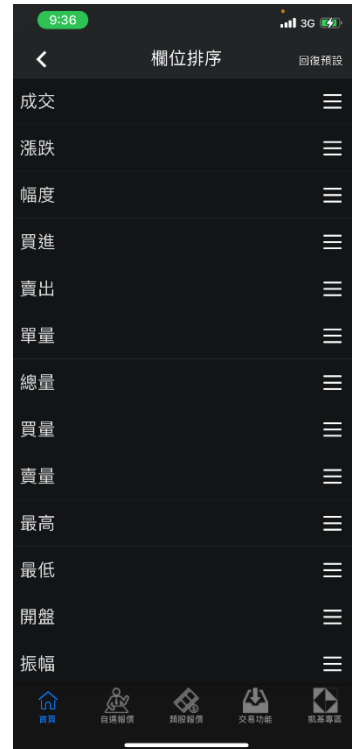 9:36
3G
欄位排序
回復預設
成交
漲跌
幅度
買進
賣出
單量
總量
買量
賣量
最高
最低
開盤
振幅
首頁
自選報價
類股報價
交易功能
凱基專區